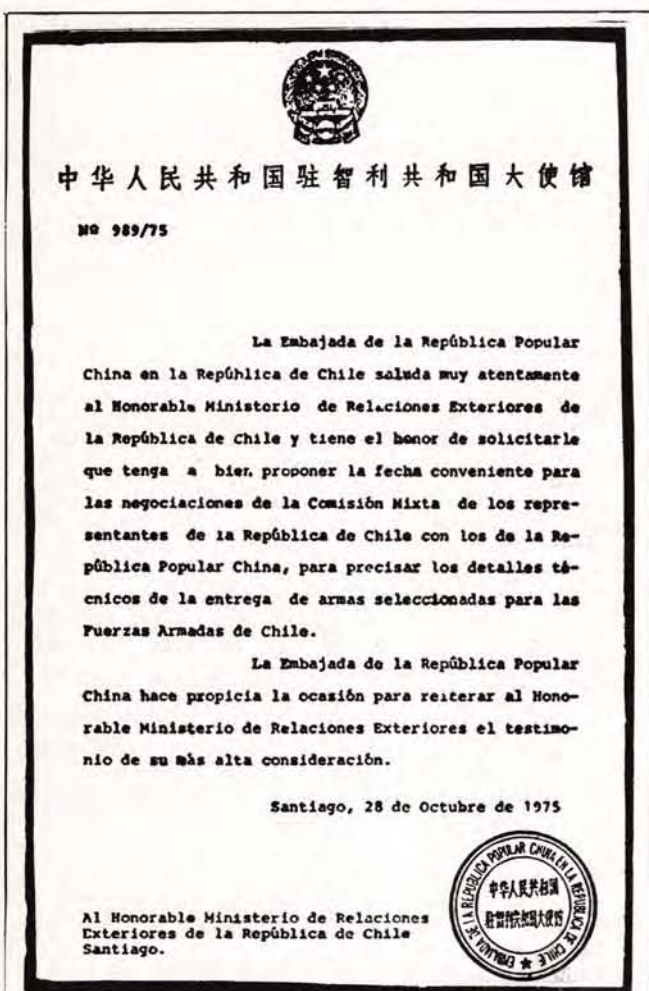 中华人民共和国驻智利共和国大使馆
Nº 989/75
La Embajada de la República Popular
China en la República de Chile saluda muy atentamente
al Honorable Ministerio de Relaciones Exteriores de
la República de Chile y tiene el honor de solicitarle
que tenga a bien, proponer la fecha conveniente para
las negociaciones de la Comisión Mixta de los repre-
sentantes de la República de Chile con los de la Re-
pública Popular China, para precisar los detalles té-
cnicos de la entrega de armas seleccionadas para las
Fuerzas Armadas de Chile.
La Embajada de la República Popular
China hace propicia la ocasión para reiterar al Hono-
rable Ministerio de Relaciones Exteriores el testimo-
nio de su más alta consideración.
Santiago, 28 de Octubre de 1975
EMBAJADA DE LA REPUBLICA POPULAR CHINA EN LA REPUBLICA DE CHILE
中华人民共和国
驻智利共和国大使馆
Al Honorable Ministerio de Relaciones
Exteriores de la República de Chile
Santiago.